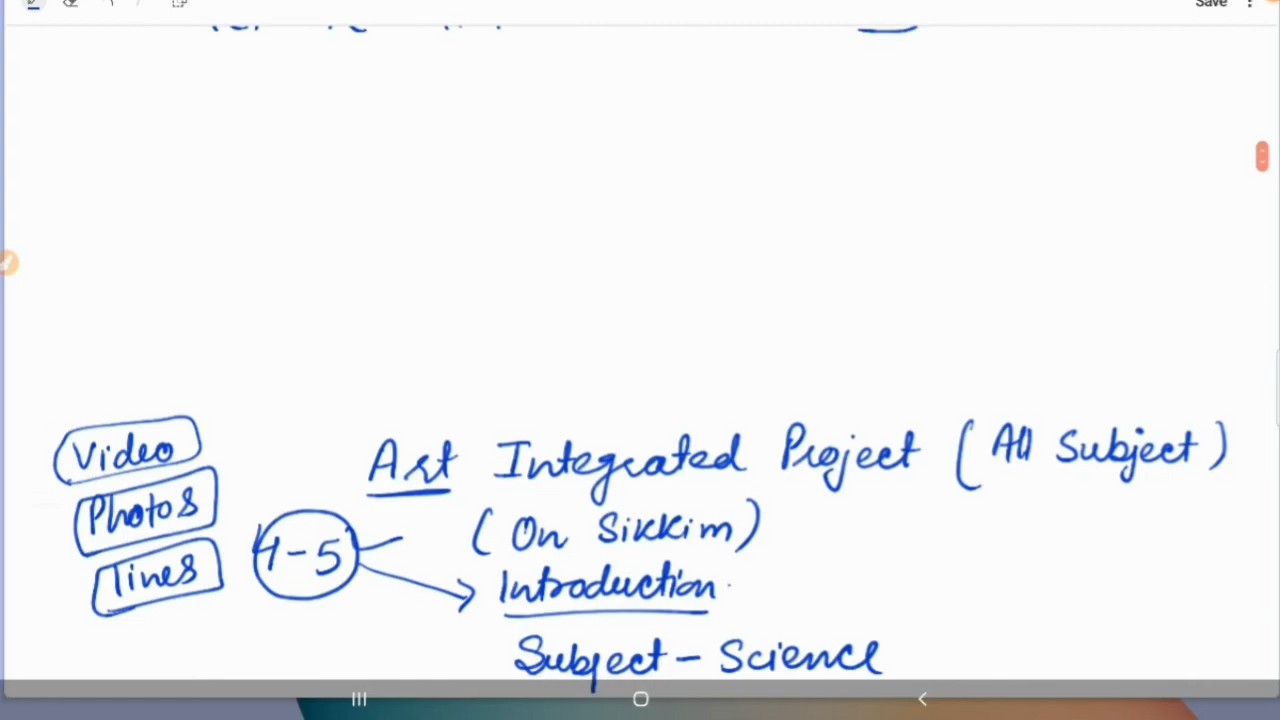 Save
Video
Art Integrated Project (All Subject)
Photos
(On Sikkim)
4-5
lines
Introduction
Subject - Science